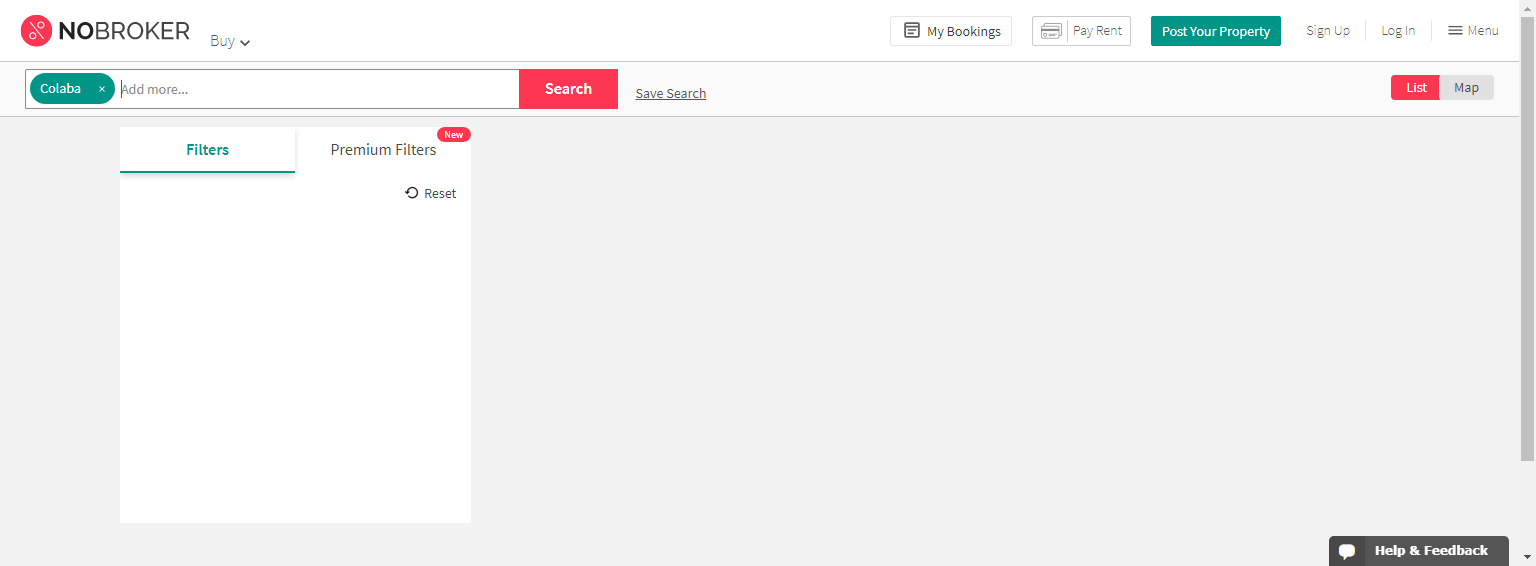 NOBROKER
Buy
My Bookings
Pay Rent
Post Your Property
Sign Up
Log In
Menu
Colaba ×
Add more...
Search
Save Search
List
Map
Filters
Premium Filters
New
Reset
Help & Feedback